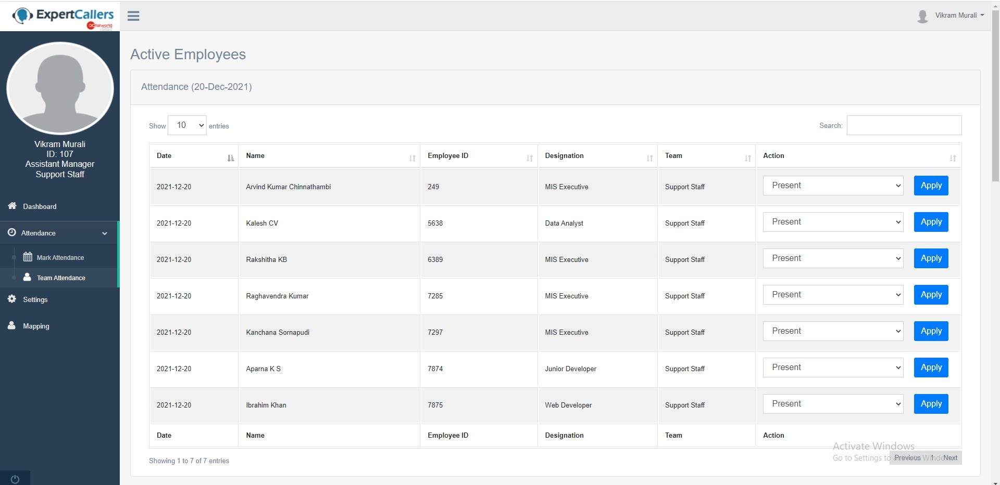 ExpertCallers
flatworld
Vikram Murali
Vikram Murali
ID: 107
Assistant Manager
Support Staff
Dashboard
Attendance
Mark Attendance
Team Attendance
Settings
Mapping
Active Employees
Attendance (20-Dec-2021)
Show 10 entries Search:
Date Name Employee ID Designation Team Action
2021-12-20 Arvind Kumar Chinnathambi 249 MIS Executive Support Staff Present Apply
2021-12-20 Kalesh CV 5638 Data Analyst Support Staff Present Apply
2021-12-20 Rakshitha KB 6389 MIS Executive Support Staff Present Apply
2021-12-20 Raghavendra Kumar 7285 MIS Executive Support Staff Present Apply
2021-12-20 Kanchana Sornapudi 7297 MIS Executive Support Staff Present Apply
2021-12-20 Aparna K S 7874 Junior Developer Support Staff Present Apply
2021-12-20 Ibrahim Khan 7875 Web Developer Support Staff Present Apply
Date Name Employee ID Designation Team Action
Showing 1 to 7 of 7 entries
Previous 1 Next
Activate Windows
Go to Settings to activate Windows.